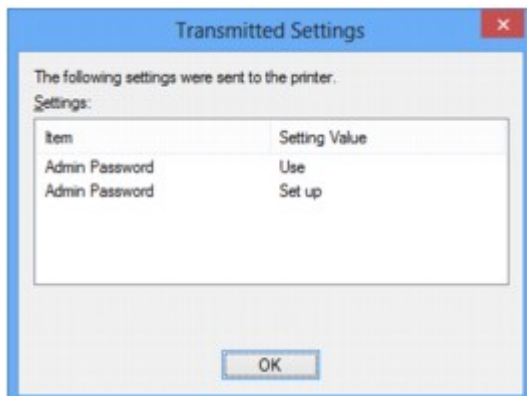 Transmitted Settings
The following settings were sent to the printer.
Settings:
Item Setting Value
Admin Password Use
Admin Password Set up
OK